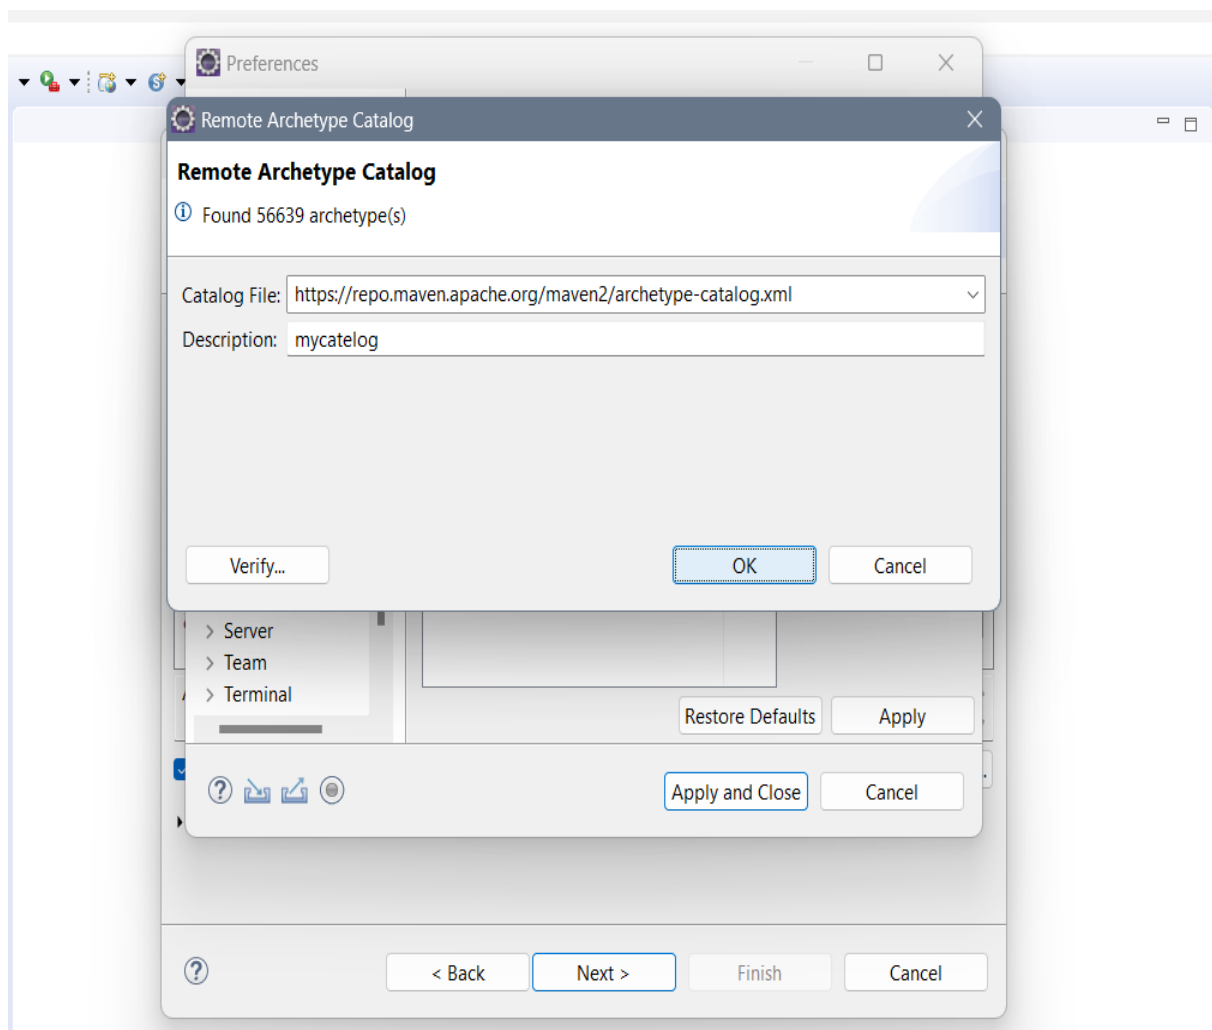 Preferences
Remote Archetype Catalog
Remote Archetype Catalog
Found 56639 archetype(s)
Catalog File: https://repo.maven.apache.org/maven2/archetype-catalog.xml
Description: mycatelog
Verify... OK Cancel
Server
Team
Terminal
Restore Defaults Apply
Apply and Close Cancel
< Back Next > Finish Cancel